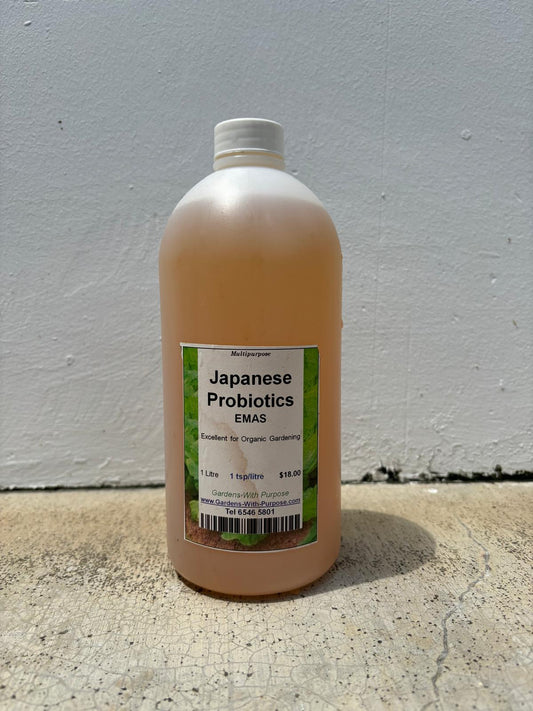 Multipurpose
Japanese
Probiotics
EMAS
Excellent for Organic Gardening
1 Litre 1 tsp/litre $18.00
Gardens-With Purpose
www.Gardens-With-Purpose.com
Tel 6546 5801